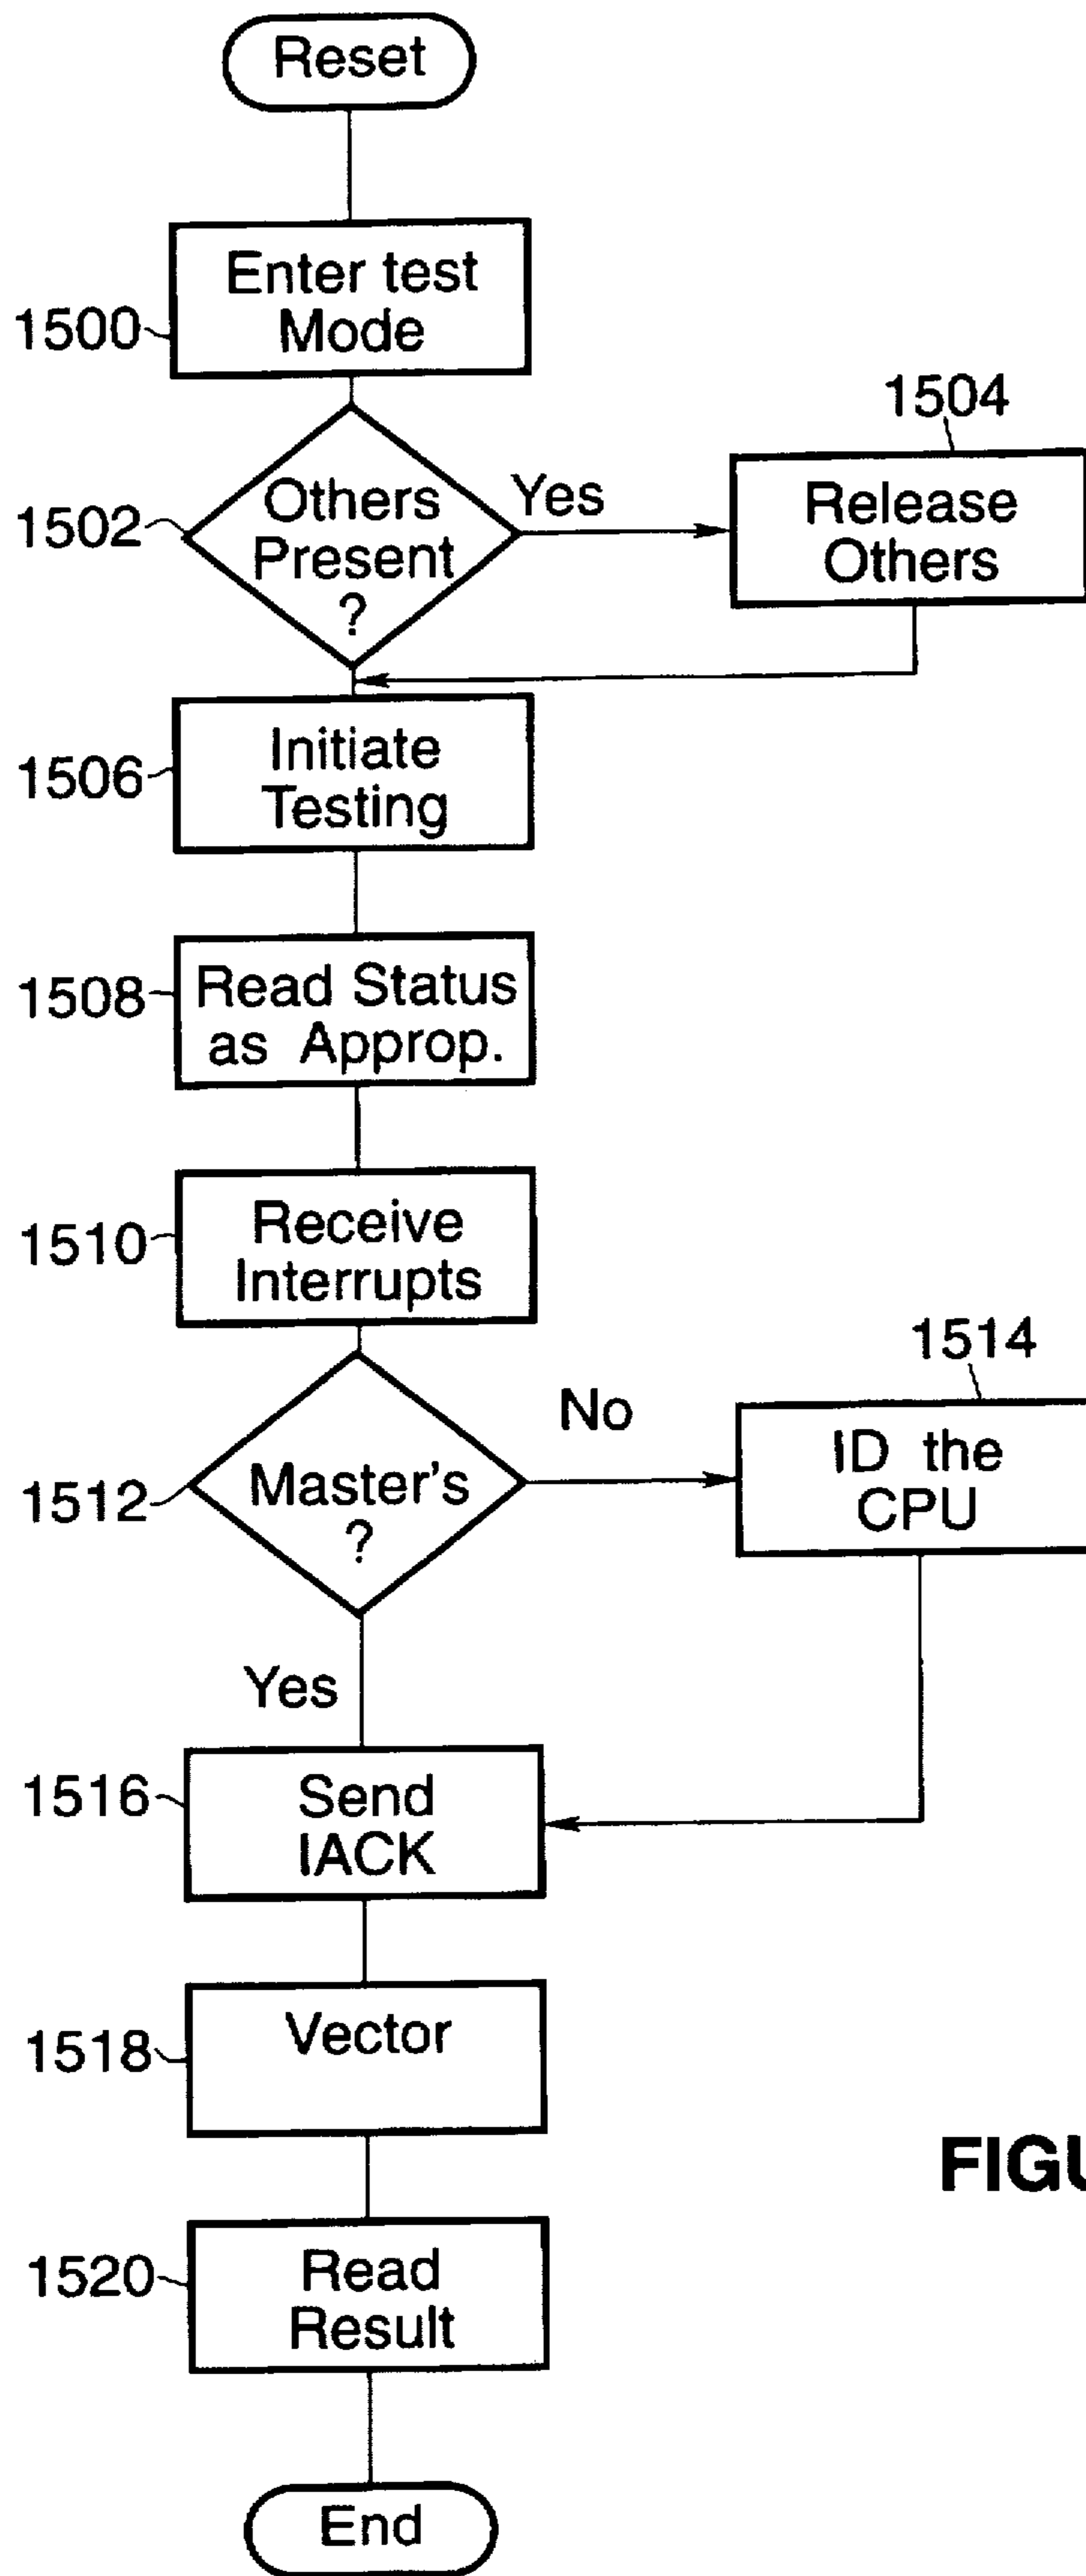 Reset
Enter test
Mode
1500
Others
Present
?
1502
Yes
1504
Release
Others
Initiate
Testing
1506
Read Status
as Approp.
1508
Receive
Interrupts
1510
Master's
?
1512
No
1514
ID the
CPU
Yes
Send
IACK
1516
Vector
1518
FIGU
Read
Result
1520
End